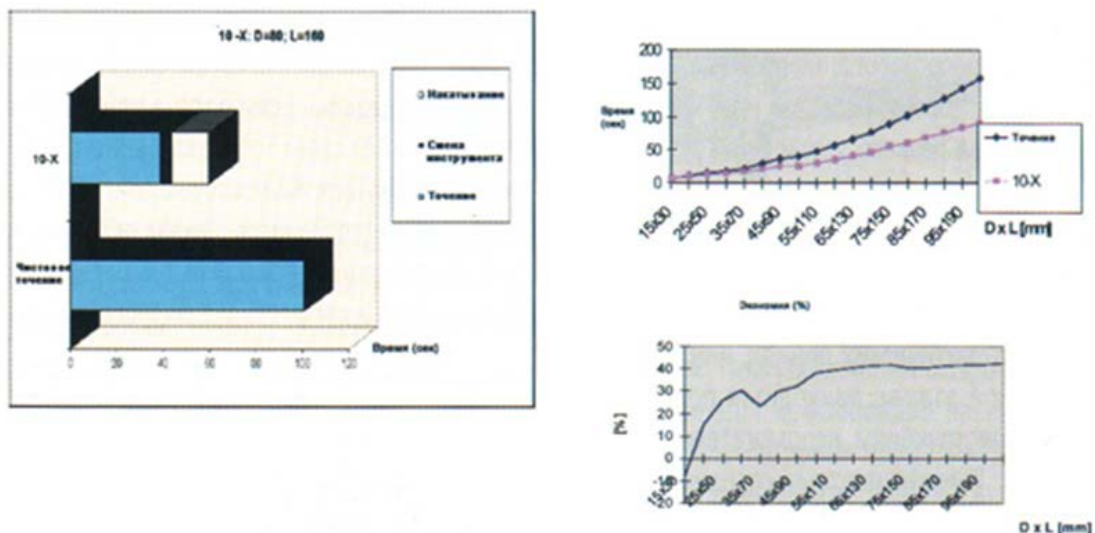 10 -X: D=80; L=160
10-X
Чистовое
точение
0 20 40 60 80 100 120
Время (сек)
Накатывание
Смена
инструмента
Точение
200
150
100
50
0
Время
(сек)
15x30
25x50
35x70
45x90
55x110
65x130
75x150
85x170
95x190
D x L [mm]
Точение
10-X
Экономия (%)
50
40
30
20
10
0
-10
-20
[%]
15x30
25x50
35x70
45x90
55x110
65x130
75x150
85x170
95x190
D x L [mm]